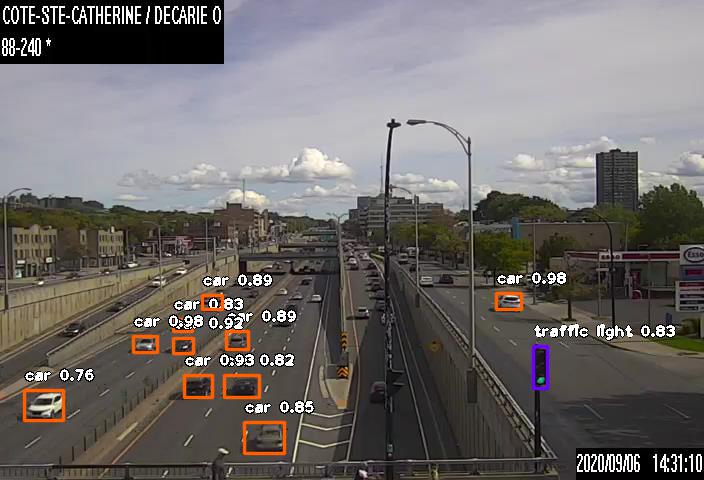 COTE-STE-CATHERINE / DECARIE O
88-240 *
car 0.98
car 0.89
car 0.83
car 0.98
0.92
car 0.89
traffic light 0.83
car 0.93
0.82
car 0.76
car 0.85
Esso
2020/09/06 14:31:10